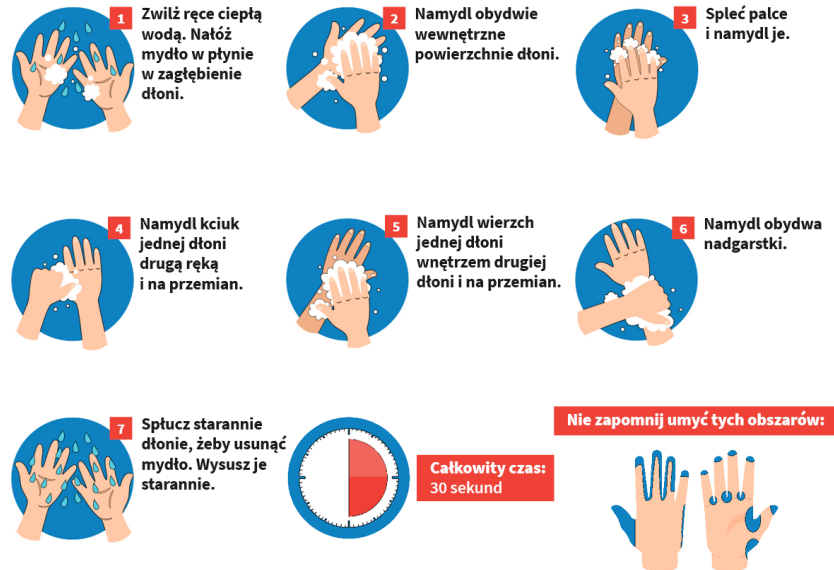 1
Zwilż ręce ciepłą
wodą. Nałóż
mydło w płynie
w zagłębienie
dłoni.
2
Namydl obydwie
wewnętrzne
powierzchnie dłoni.
3
Spleć palce
i namydl je.
4
Namydl kciuk
jednej dłoni
drugą ręką
i na przemian.
5
Namydl wierzch
jednej dłoni
wnętrzem drugiej
dłoni i na przemian.
6
Namydl obydwa
nadgarstki.
7
Spłucz starannie
dłonie, żeby usunąć
mydło. Wysusz je
starannie.
Całkowity czas:
30 sekund
Nie zapomnij umyć tych obszarów: